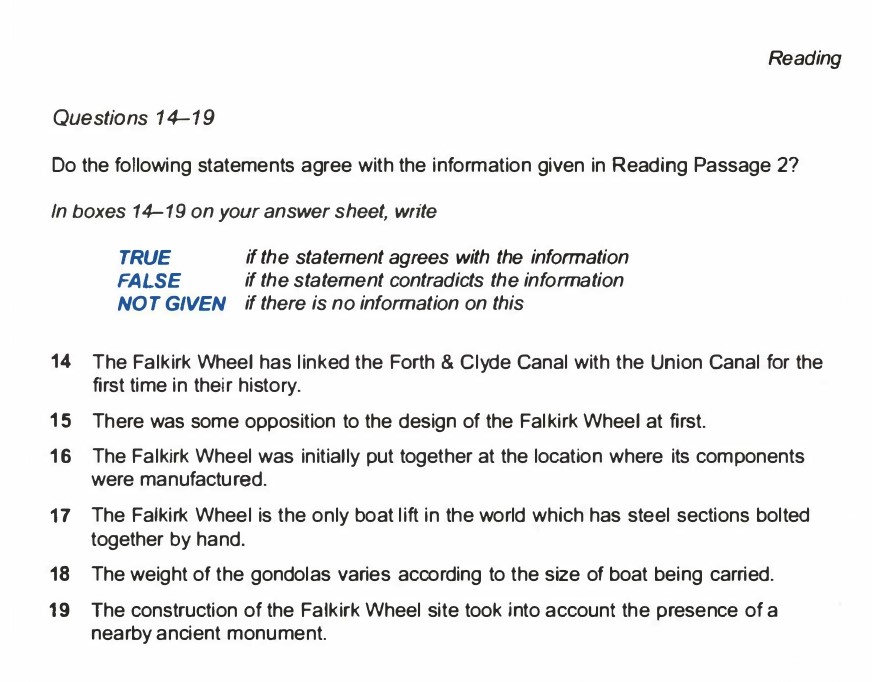 Reading
Questions 14–19
Do the following statements agree with the information given in Reading Passage 2?
In boxes 14–19 on your answer sheet, write
TRUE if the statement agrees with the information
FALSE if the statement contradicts the information
NOT GIVEN if there is no information on this
14 The Falkirk Wheel has linked the Forth & Clyde Canal with the Union Canal for the
first time in their history.
15 There was some opposition to the design of the Falkirk Wheel at first.
16 The Falkirk Wheel was initially put together at the location where its components
were manufactured.
17 The Falkirk Wheel is the only boat lift in the world which has steel sections bolted
together by hand.
18 The weight of the gondolas varies according to the size of boat being carried.
19 The construction of the Falkirk Wheel site took into account the presence of a
nearby ancient monument.